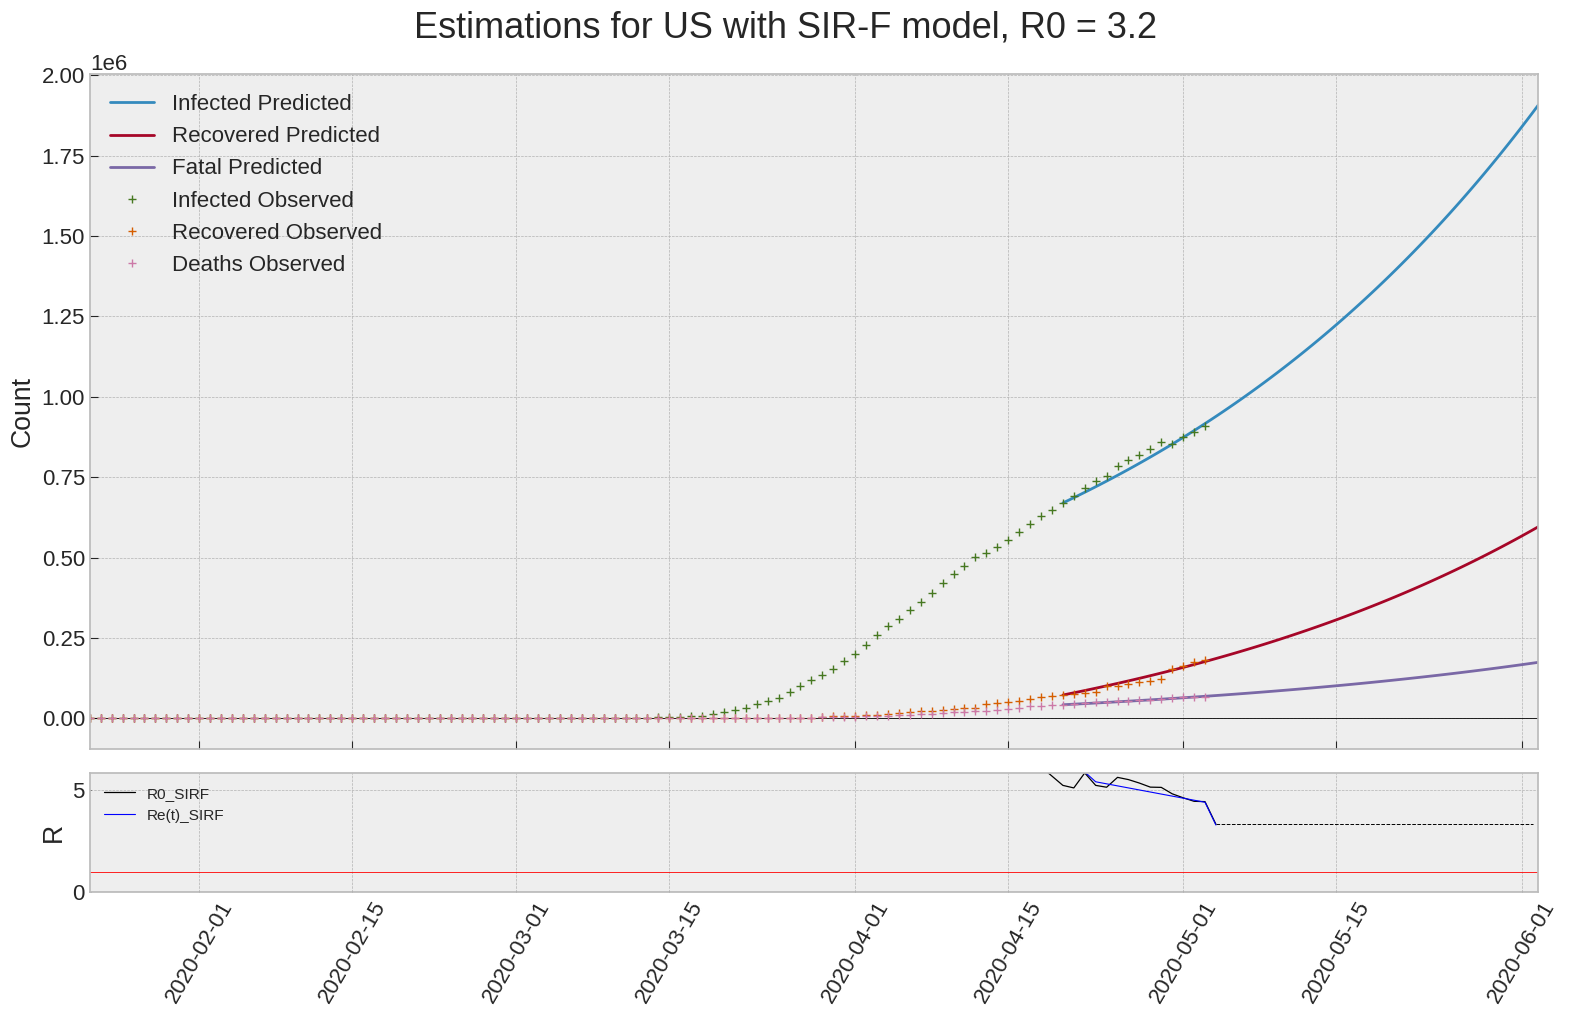 Estimations for US with SIR-F model, R0 = 3.2
1e6
2.00
1.75
1.50
1.25
1.00
0.75
0.50
0.25
0.00
Count
Infected Predicted
Recovered Predicted
Fatal Predicted
Infected Observed
Recovered Observed
Deaths Observed
5
0
R
R0_SIRF
Re(t)_SIRF
2020-02-01
2020-02-15
2020-03-01
2020-03-15
2020-04-01
2020-04-15
2020-05-01
2020-05-15
2020-06-01